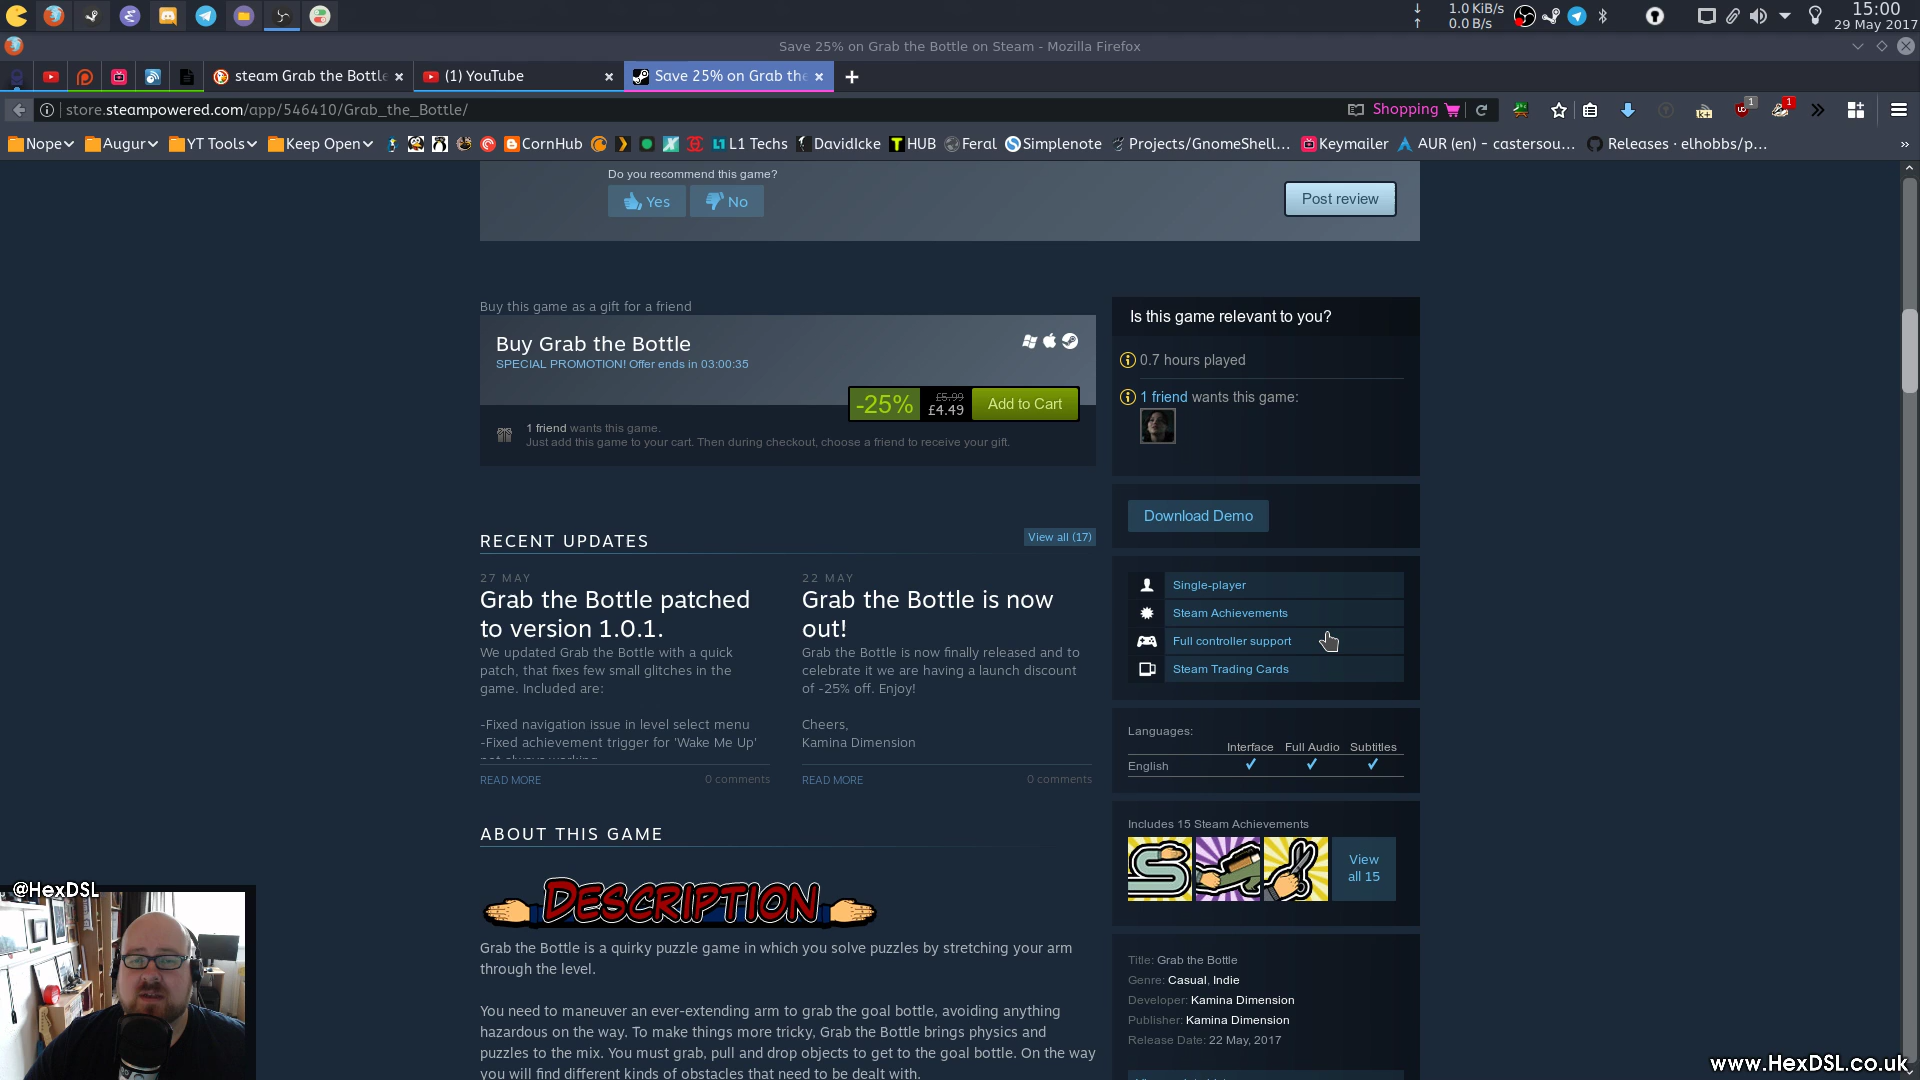 1.0 KiB/s
0.0 B/s
15:00
29 May 2017
Save 25% on Grab the Bottle on Steam - Mozilla Firefox
steam Grab the Bottle
(1) YouTube
Save 25% on Grab the
store.steampowered.com/app/546410/Grab_the_Bottle/
Shopping
1
1
Nope
Augur
YT Tools
Keep Open
CornHub
L1 Techs
DavidIcke
HUB
Feral
Simplenote
Projects/GnomeShell...
Keymailer
AUR (en) - castersou...
Releases · elhobbs/p...
Do you recommend this game?
Yes
No
Post review
Buy this game as a gift for a friend
Buy Grab the Bottle
SPECIAL PROMOTION! Offer ends in 03:00:35
-25%
£5.99
£4.49
Add to Cart
1 friend wants this game.
Just add this game to your cart. Then during checkout, choose a friend to receive your gift.
Is this game relevant to you?
0.7 hours played
1 friend wants this game:
Download Demo
RECENT UPDATES
View all (17)
27 MAY
Grab the Bottle patched
to version 1.0.1.
We updated Grab the Bottle with a quick
patch, that fixes few small glitches in the
game. Included are:
-Fixed navigation issue in level select menu
-Fixed achievement trigger for 'Wake Me Up'
READ MORE
0 comments
22 MAY
Grab the Bottle is now
out!
Grab the Bottle is now finally released and to
celebrate it we are having a launch discount
of -25% off. Enjoy!
Cheers,
Kamina Dimension
READ MORE
0 comments
Single-player
Steam Achievements
Full controller support
Steam Trading Cards
Languages:
Interface Full Audio Subtitles
English
Includes 15 Steam Achievements
View
all 15
ABOUT THIS GAME
DESCRIPTION
Grab the Bottle is a quirky puzzle game in which you solve puzzles by stretching your arm
through the level.
You need to maneuver an ever-extending arm to grab the goal bottle, avoiding anything
hazardous on the way. To make things more tricky, Grab the Bottle brings physics and
puzzles to the mix. You must grab, pull and drop objects to get to the goal bottle. On the way
you will find different kinds of obstacles that need to be dealt with.
Title: Grab the Bottle
Genre: Casual, Indie
Developer: Kamina Dimension
Publisher: Kamina Dimension
Release Date: 22 May, 2017
@HexDSL
www.HexDSL.co.uk